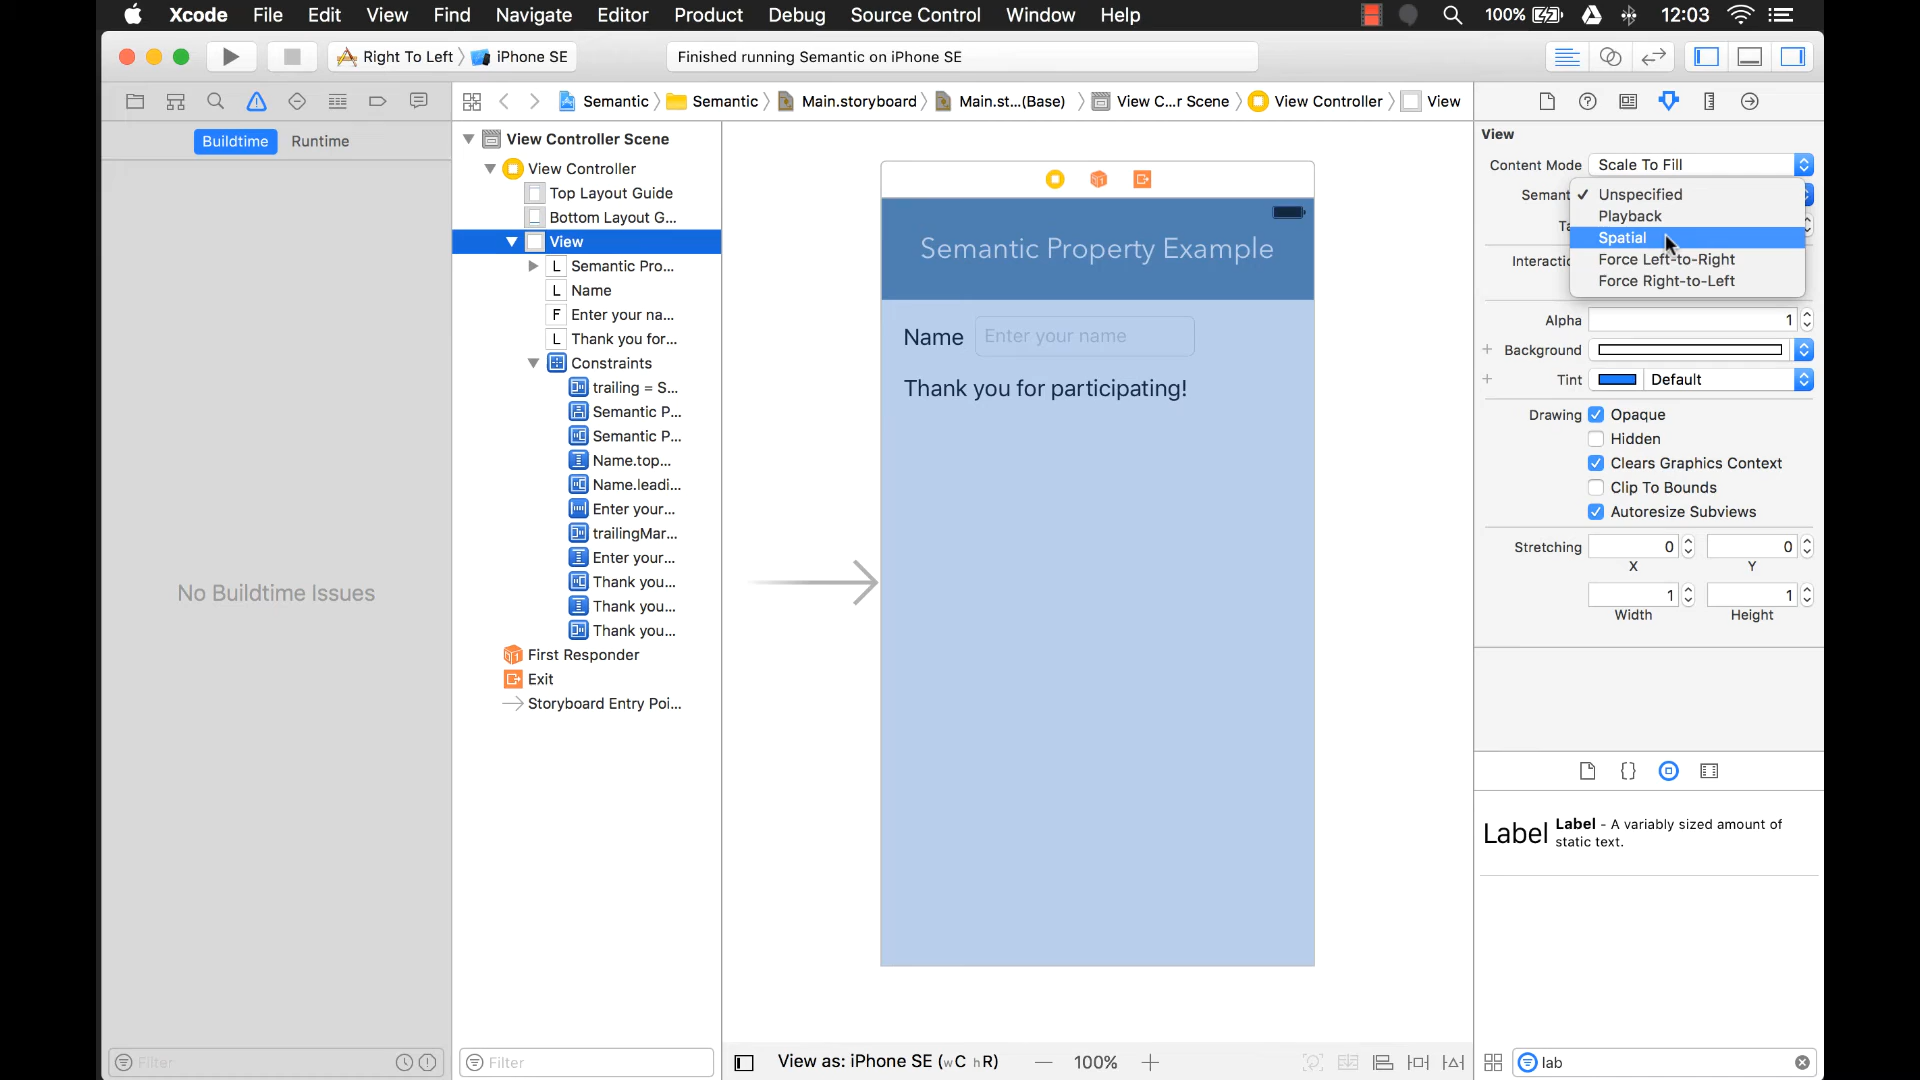 Xcode File Edit View Find Navigate Editor Product Debug Source Control Window Help 100% 12:03
Right To Left iPhone SE Finished running Semantic on iPhone SE
Semantic Semantic Main.storyboard Main.st...(Base) View C...r Scene View Controller View
Buildtime Runtime
No Buildtime Issues
Filter
View Controller Scene
View Controller
Top Layout Guide
Bottom Layout G...
View
L Semantic Pro...
L Name
F Enter your na...
L Thank you for...
Constraints
trailing = S...
Semantic P...
Semantic P...
Name.top...
Name.leadi...
Enter your...
trailingMar...
Enter your...
Thank you...
Thank you...
Thank you...
First Responder
Exit
Storyboard Entry Poi...
Filter
Semantic Property Example
Name Enter your name
Thank you for participating!
View as: iPhone SE (wC hR) — 100% +
View
Content Mode Scale To Fill
Semant ✓ Unspecified
Playback
Ta
Spatial
Interactio
Force Left-to-Right
Force Right-to-Left
Alpha 1
+ Background
+ Tint Default
Drawing Opaque
Hidden
Clears Graphics Context
Clip To Bounds
Autoresize Subviews
Stretching 0 0
X Y
1 1
Width Height
{}
Label Label - A variably sized amount of
static text.
lab